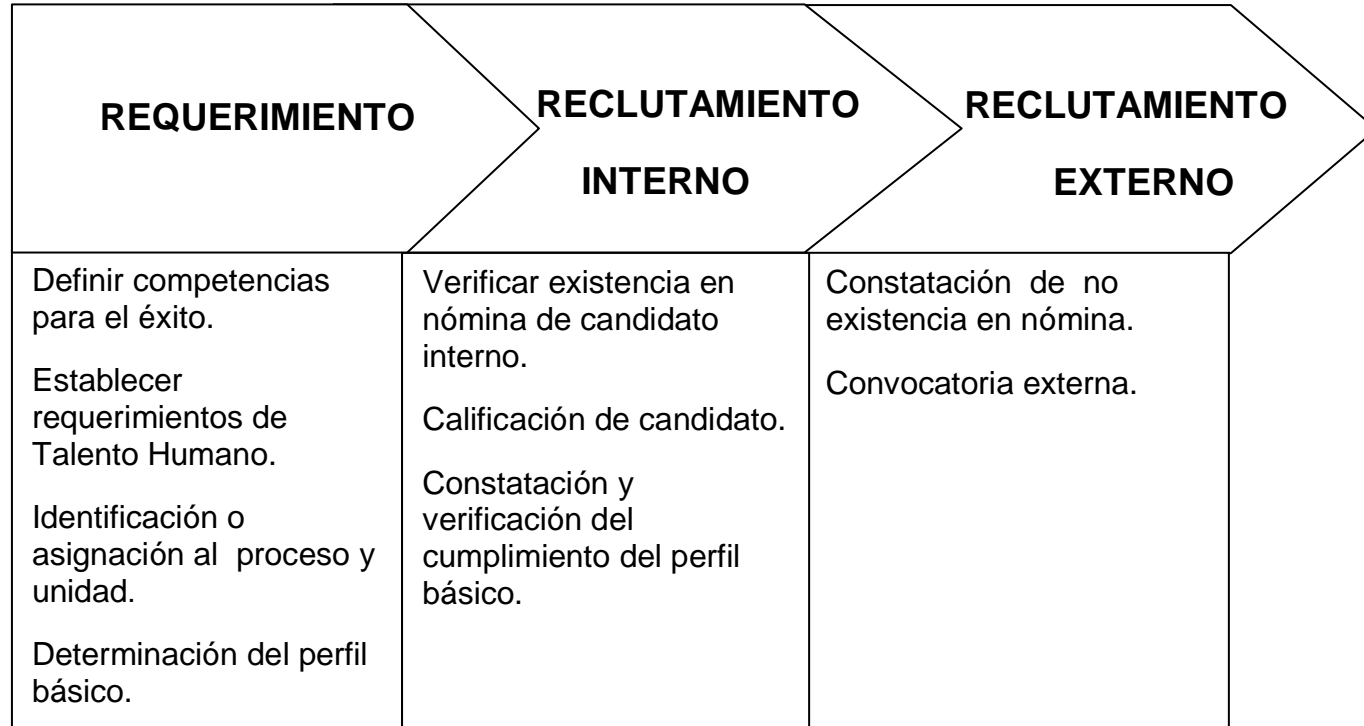 REQUERIMIENTO
RECLUTAMIENTO
INTERNO
RECLUTAMIENTO
EXTERNO
Definir competencias
para el éxito.
Establecer
requerimientos de
Talento Humano.
Identificación o
asignación al proceso y
unidad.
Determinación del perfil
básico.
Verificar existencia en
nómina de candidato
interno.
Calificación de candidato.
Constatación y
verificación del
cumplimiento del perfil
básico.
Constatación de no
existencia en nómina.
Convocatoria externa.